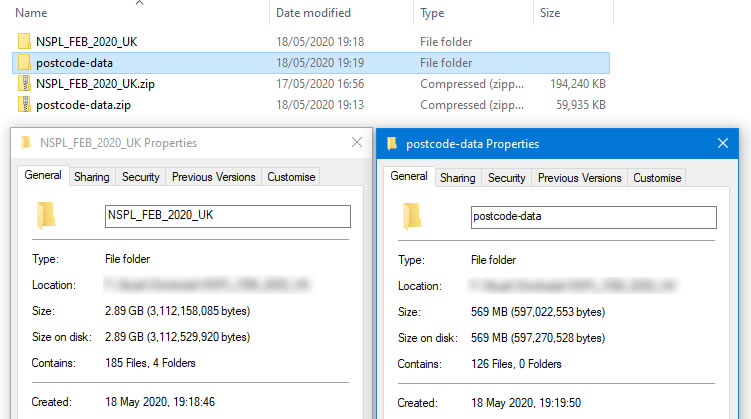 Name Date modified Type Size
NSPL_FEB_2020_UK 18/05/2020 19:18 File folder
postcode-data 18/05/2020 19:19 File folder
NSPL_FEB_2020_UK.zip 17/05/2020 16:56 Compressed (zipp... 194,240 KB
postcode-data.zip 18/05/2020 19:13 Compressed (zipp... 59,935 KB
NSPL_FEB_2020_UK Properties
General Sharing Security Previous Versions Customise
NSPL_FEB_2020_UK
Type: File folder
Location:
Size: 2.89 GB (3,112,158,085 bytes)
Size on disk: 2.89 GB (3,112,529,920 bytes)
Contains: 185 Files, 4 Folders
Created: 18 May 2020, 19:18:46
postcode-data Properties
General Sharing Security Previous Versions Customise
postcode-data
Type: File folder
Location:
Size: 569 MB (597,022,553 bytes)
Size on disk: 569 MB (597,270,528 bytes)
Contains: 126 Files, 0 Folders
Created: 18 May 2020, 19:19:50